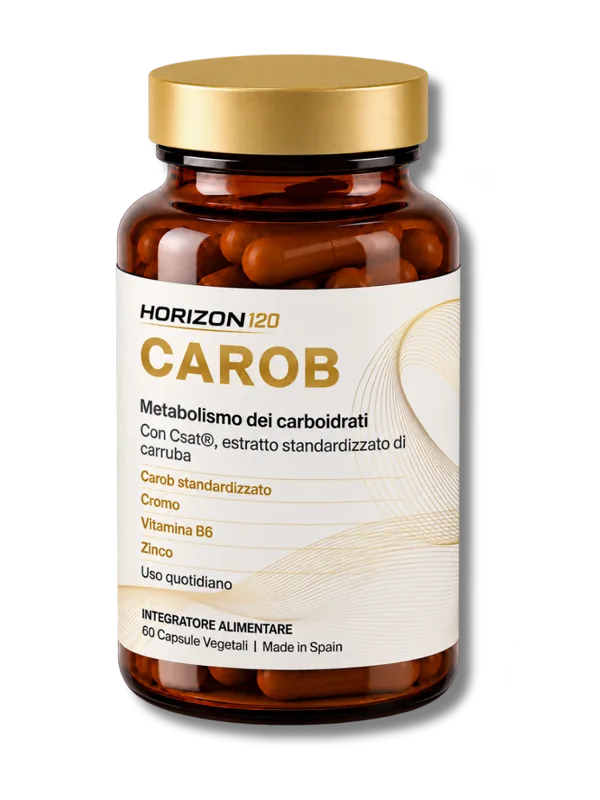 HORIZON120
CAROB
Metabolismo dei carboidrati
Con Csat®, estratto standardizzato di
carruba
Carob standardizzato
Cromo
Vitamina B6
Zinco
Uso quotidiano
INTEGRATORE ALIMENTARE
60 Capsule Vegetali | Made in Spain